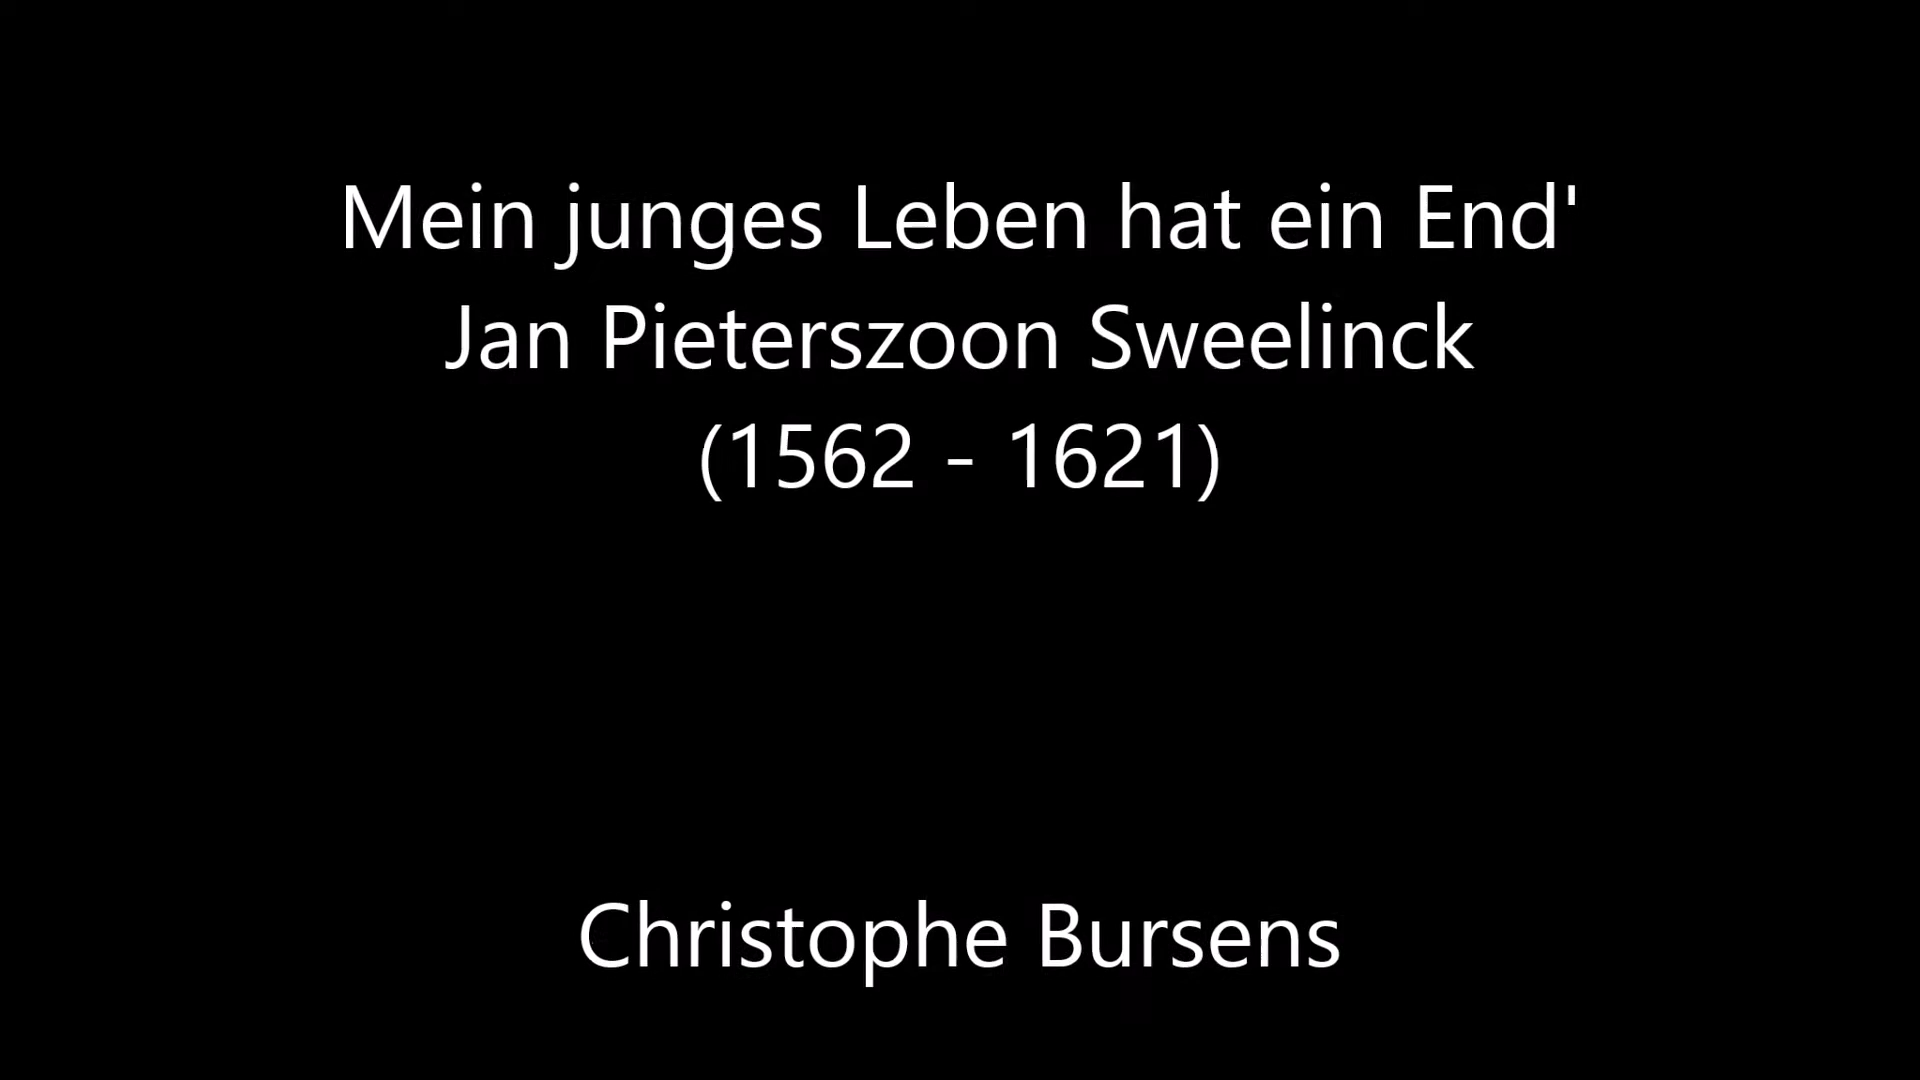 Mein junges Leben hat ein End'
Jan Pieterszoon Sweelinck
(1562 - 1621)
Christophe Bursens